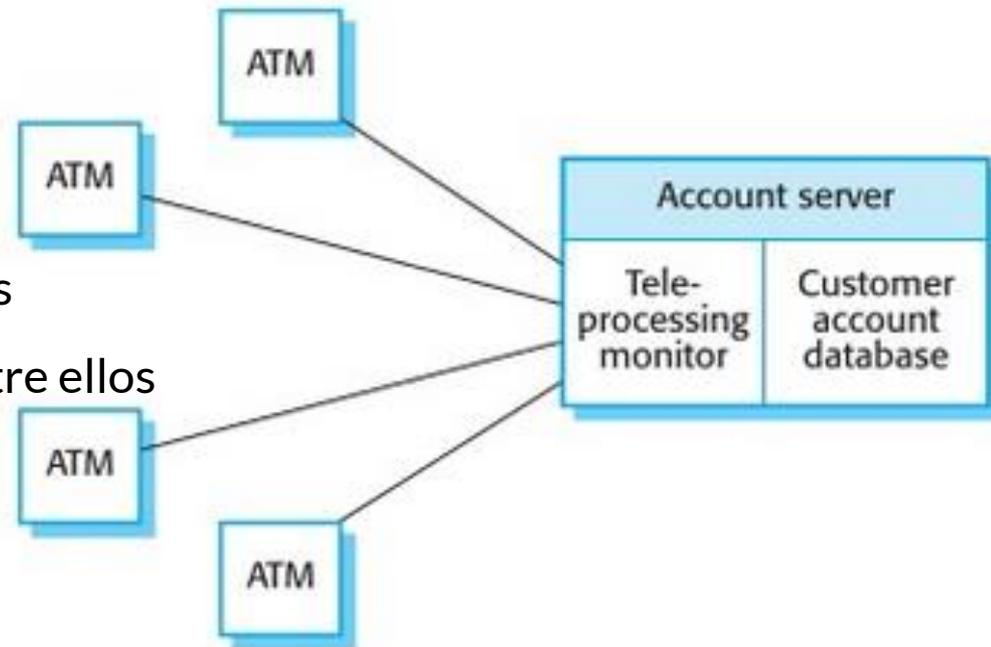 ATM
ATM
s
tre ellos
ATM
ATM
Account server
Tele-
processing
monitor
Customer
account
database